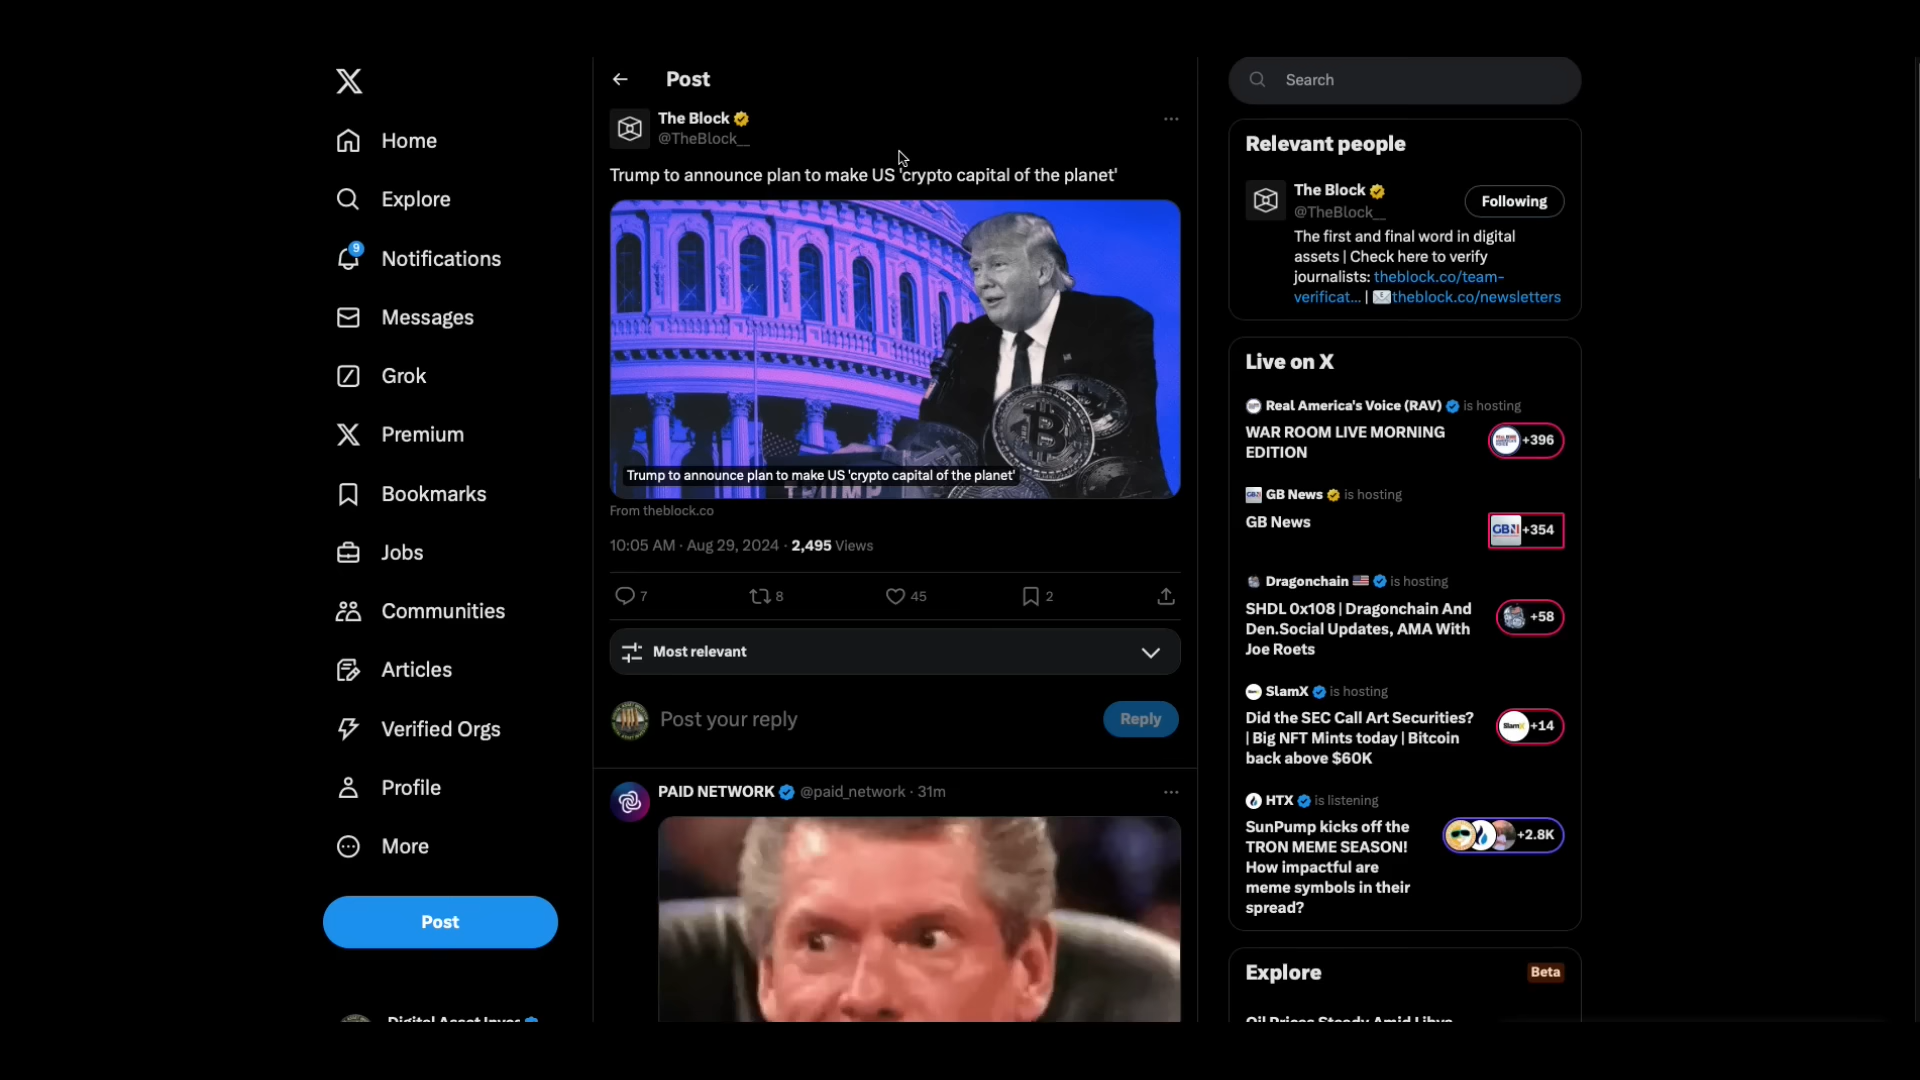 Home
Explore
9
Notifications
Messages
Grok
Premium
Bookmarks
Jobs
Communities
Articles
Verified Orgs
Profile
More
Post
Post
The Block
@TheBlock__
Trump to announce plan to make US 'crypto capital of the planet'
Trump to announce plan to make US 'crypto capital of the planet'
TRUMP
From theblock.co
10:05 AM · Aug 29, 2024 · 2,495 Views
7 8 45 2
Most relevant
Post your reply
Reply
PAID NETWORK @paid_network · 31m
Search
Relevant people
The Block
@TheBlock__
Following
The first and final word in digital
assets | Check here to verify
journalists: theblock.co/team-
verificat... | theblock.co/newsletters
Live on X
Real America's Voice (RAV) is hosting
WAR ROOM LIVE MORNING
EDITION
+396
GB News is hosting
GB News
GBN +354
Dragonchain is hosting
SHDL 0x108 | Dragonchain And
Den.Social Updates, AMA With
Joe Roets
+58
SlamX is hosting
Did the SEC Call Art Securities?
| Big NFT Mints today | Bitcoin
back above $60K
SlamX +14
HTX is listening
SunPump kicks off the
TRON MEME SEASON!
How impactful are
meme symbols in their
spread?
+2.8K
Explore
Beta
Oil Prices Steady Amid Libya